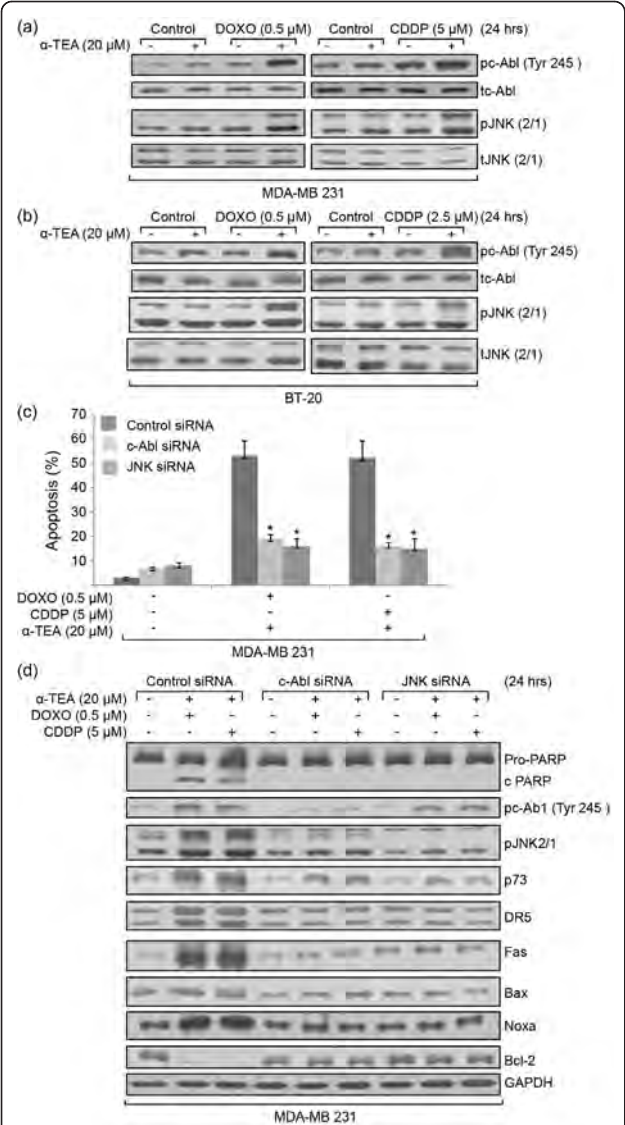 (a)
Control DOXO (0.5 µM) Control CDDP (5 µM) (24 hrs)
α-TEA (20 µM) - + - + - + - +
pc-Abl (Tyr 245 )
tc-Abl
pJNK (2/1)
tJNK (2/1)
MDA-MB 231
(b)
Control DOXO (0.5 µM) Control CDDP (2.5 µM) (24 hrs)
α-TEA (20 µM) - + - + - + - +
pc-Abl (Tyr 245)
tc-Abl
pJNK (2/1)
tJNK (2/1)
BT-20
(c)
Apoptosis (%)
70
60
50
40
30
20
10
Control siRNA
c-Abl siRNA
JNK siRNA
* * * *
DOXO (0.5 µM) - + -
CDDP (5 µM) - - +
α-TEA (20 µM) - + +
MDA-MB 231
(d)
Control siRNA c-Abl siRNA JNK siRNA (24 hrs)
α-TEA (20 µM) - + + - + + - + +
DOXO (0.5 µM) - + - - + - - + -
CDDP (5 µM) - - + - - + - - +
Pro-PARP
c PARP
pc-Ab1 (Tyr 245 )
pJNK2/1
p73
DR5
Fas
Bax
Noxa
Bcl-2
GAPDH
MDA-MB 231